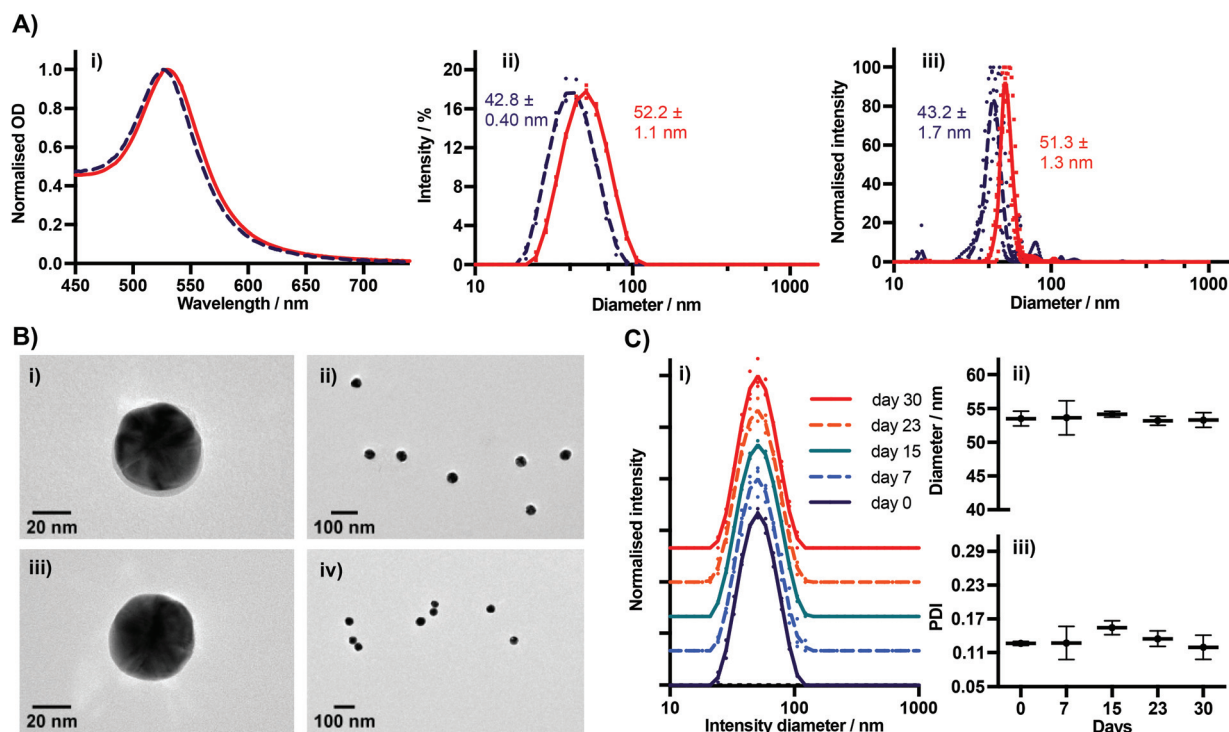 A)
i)
Normalised OD
1.0
0.8
0.6
0.4
0.2
0.0
450 500 550 600 650 700
Wavelength / nm
ii)
Intensity / %
20
16
12
8
4
0
42.8 ±
0.40 nm
52.2 ±
1.1 nm
10 100 1000
Diameter / nm
iii)
Normalised intensity
100
80
60
40
20
0
43.2 ±
1.7 nm
51.3 ±
1.3 nm
10 100 1000
Diameter / nm
B)
i)
20 nm
ii)
100 nm
iii)
20 nm
iv)
100 nm
C)
i)
Normalised intensity
day 30
day 23
day 15
day 7
day 0
10 100 1000
Intensity diameter / nm
ii)
Diameter / nm
60
55
50
45
40
iii)
PDI
0.29
0.23
0.17
0.11
0.05
0 7 15 23 30
Days